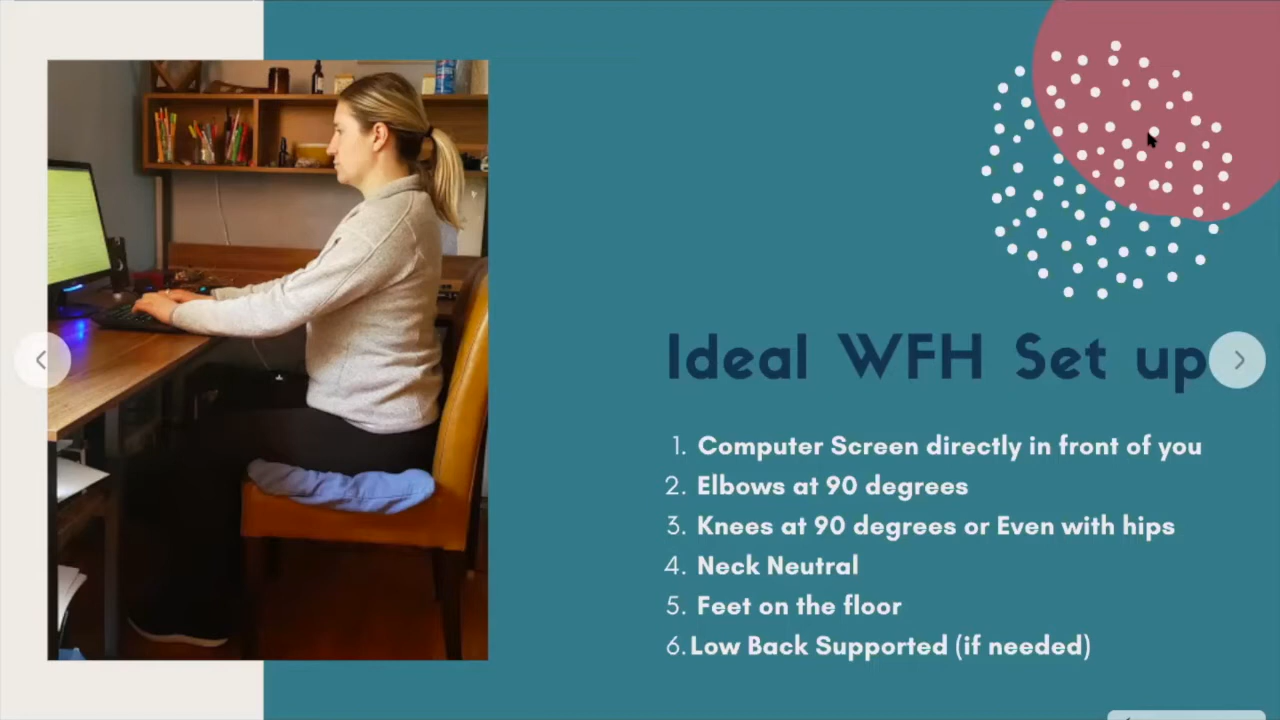 Ideal WFH Set up
1. Computer Screen directly in front of you
2. Elbows at 90 degrees
3. Knees at 90 degrees or Even with hips
4. Neck Neutral
5. Feet on the floor
6. Low Back Supported (if needed)